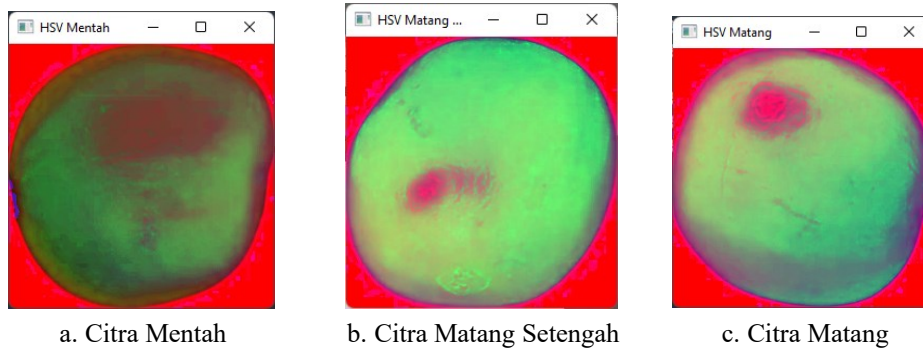 HSV Mentah
HSV Matang ...
HSV Matang
a. Citra Mentah
b. Citra Matang Setengah
c. Citra Matang